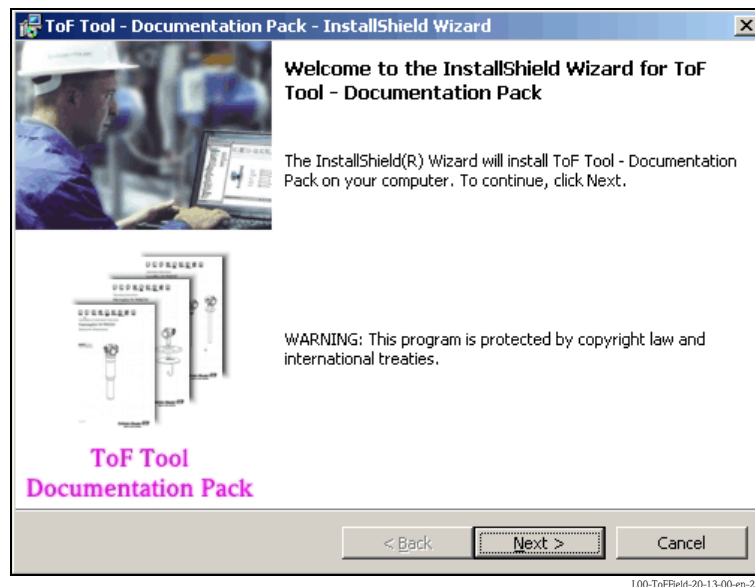 ToF Tool - Documentation Pack - InstallShield Wizard
Welcome to the InstallShield Wizard for ToF
Tool - Documentation Pack
The InstallShield(R) Wizard will install ToF Tool - Documentation
Pack on your computer. To continue, click Next.
WARNING: This program is protected by copyright law and
international treaties.
ToF Tool
Documentation Pack
< Back
Next >
Cancel
L00-ToFField-20-13-00-en-2